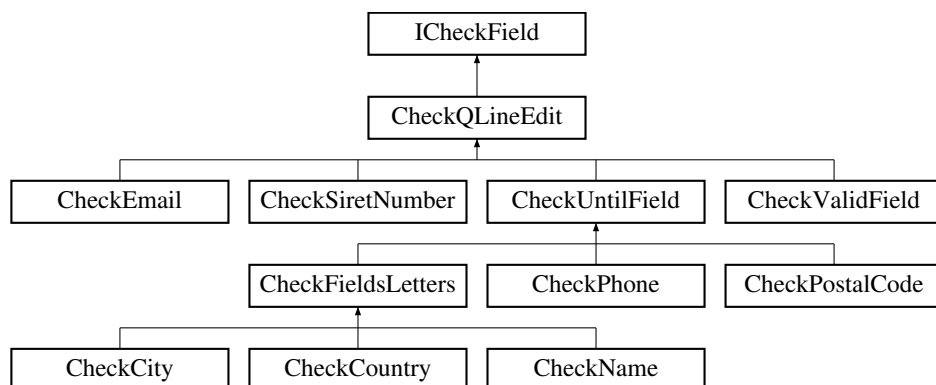 ICheckField
CheckQLineEdit
CheckEmail CheckSiretNumber CheckUntilField CheckValidField
CheckFieldsLetters CheckPhone CheckPostalCode
CheckCity CheckCountry CheckName